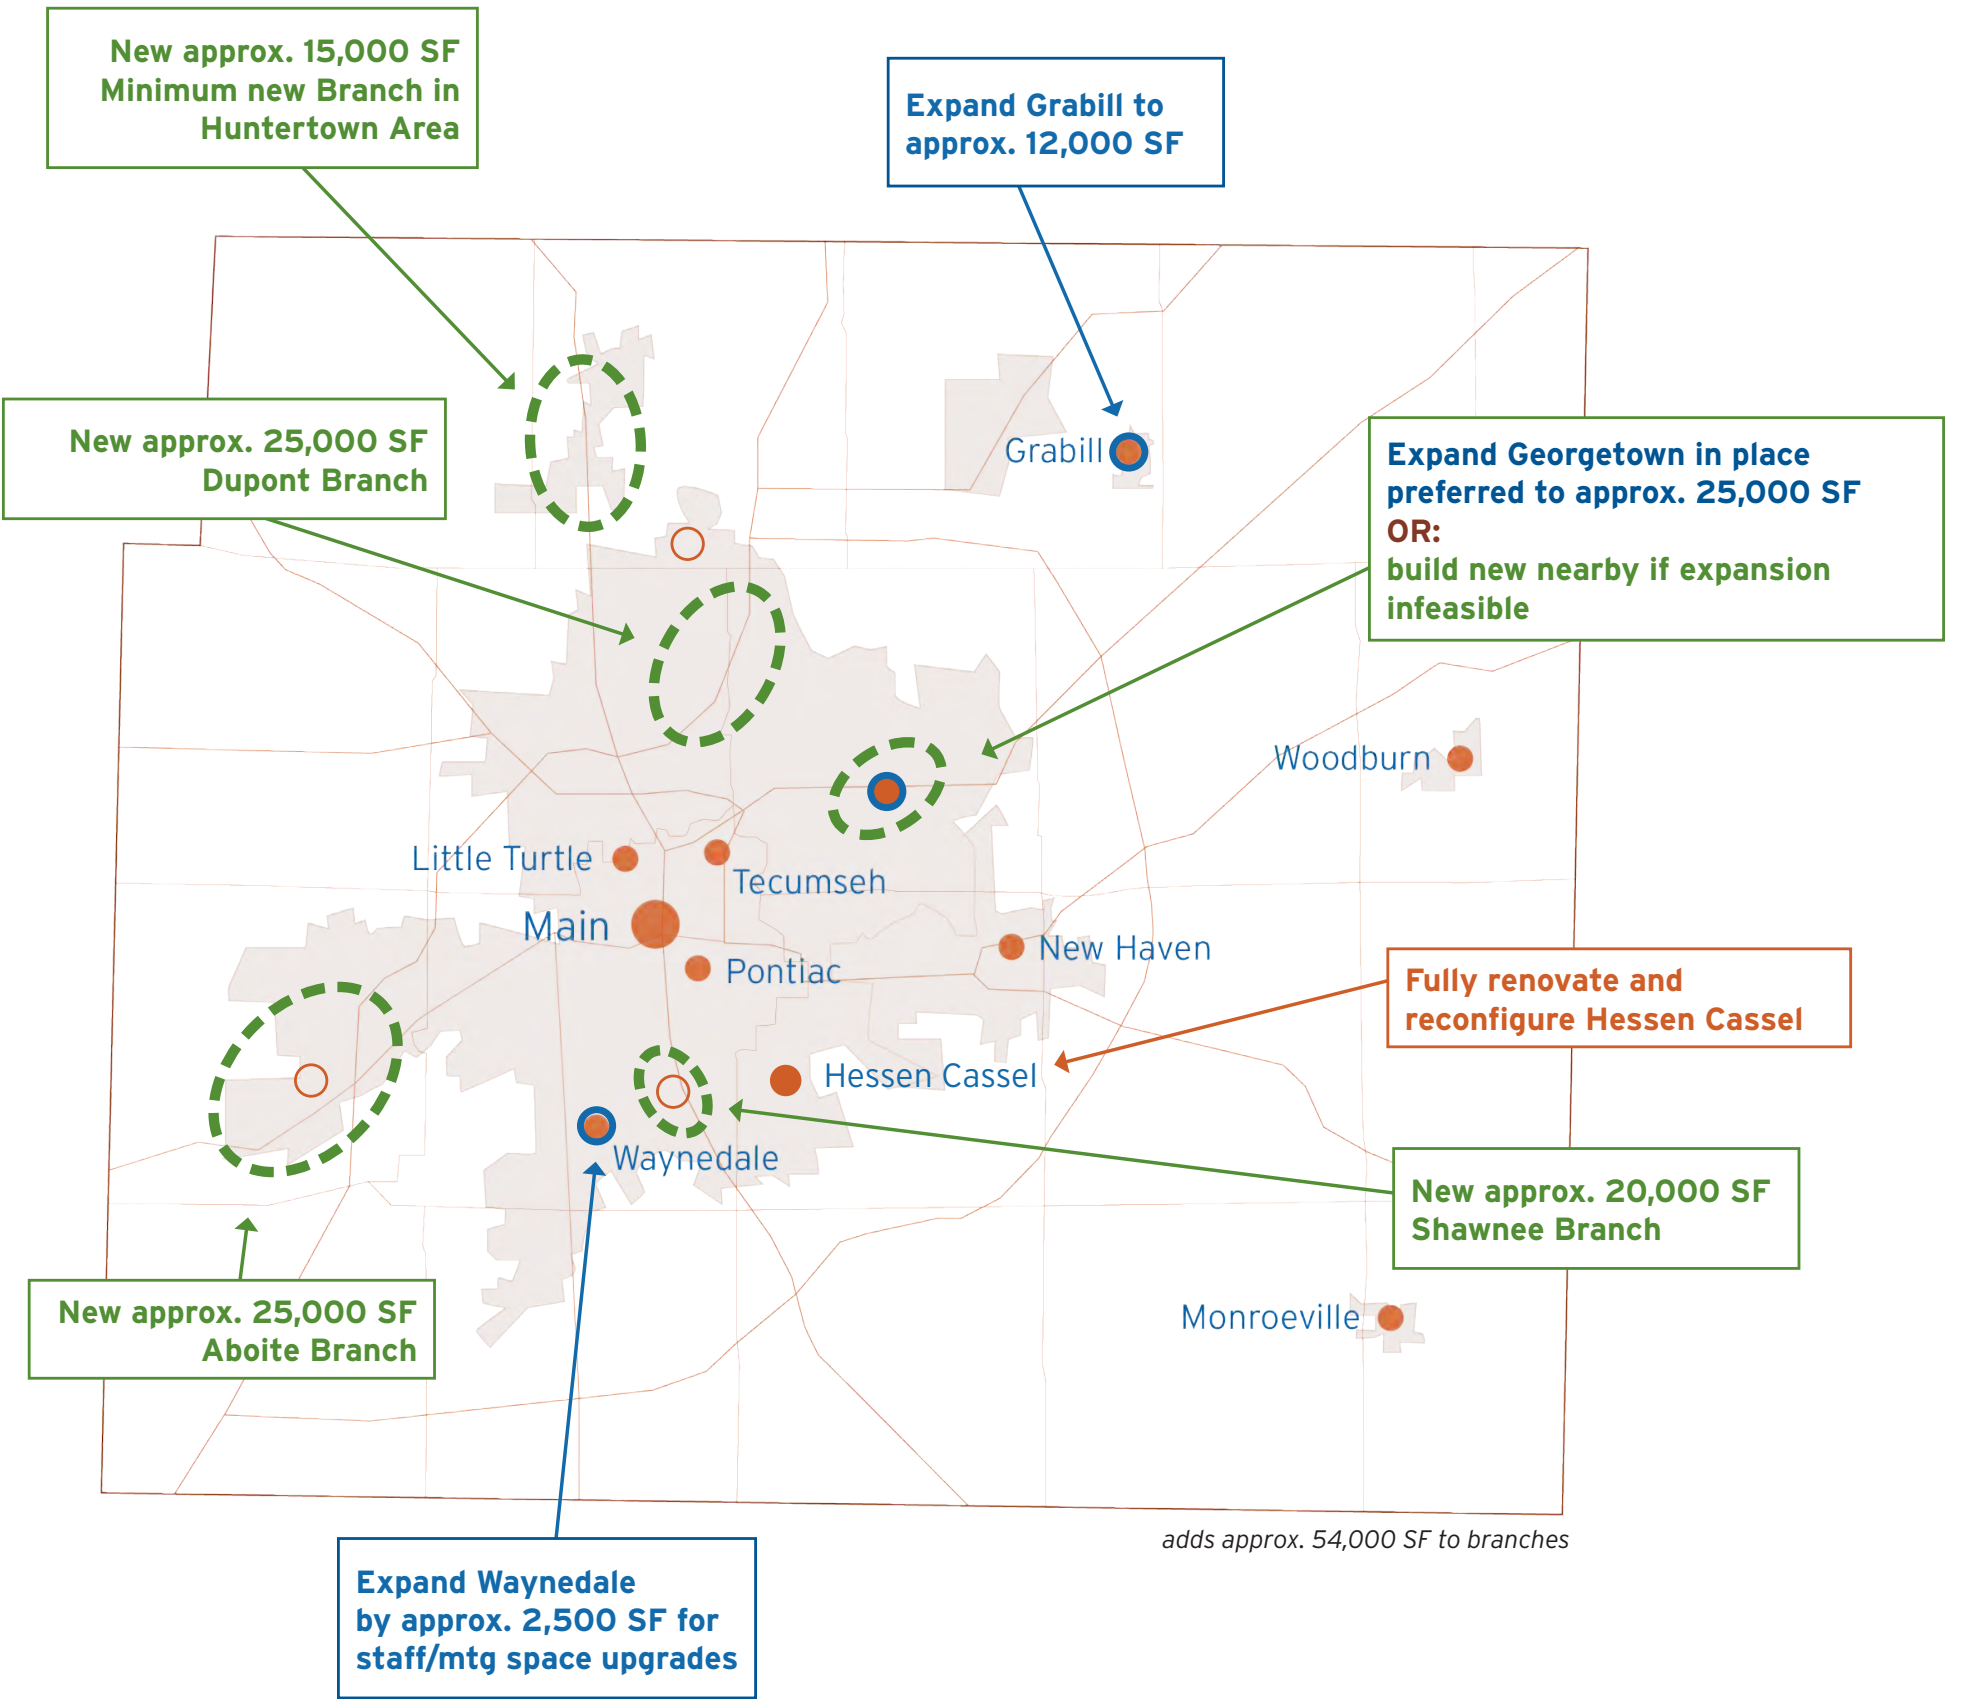 New approx. 15,000 SF
Minimum new Branch in
Huntertown Area
Expand Grabill to
approx. 12,000 SF
New approx. 25,000 SF
Dupont Branch
Grabill
Expand Georgetown in place
preferred to approx. 25,000 SF
OR:
build new nearby if expansion
infeasible
Woodburn
Little Turtle
Tecumseh
Main
New Haven
Pontiac
Fully renovate and
reconfigure Hessen Cassel
Hessen Cassel
Waynedale
New approx. 20,000 SF
Shawnee Branch
New approx. 25,000 SF
Aboite Branch
Monroeville
adds approx. 54,000 SF to branches
Expand Waynedale
by approx. 2,500 SF for
staff/mtg space upgrades